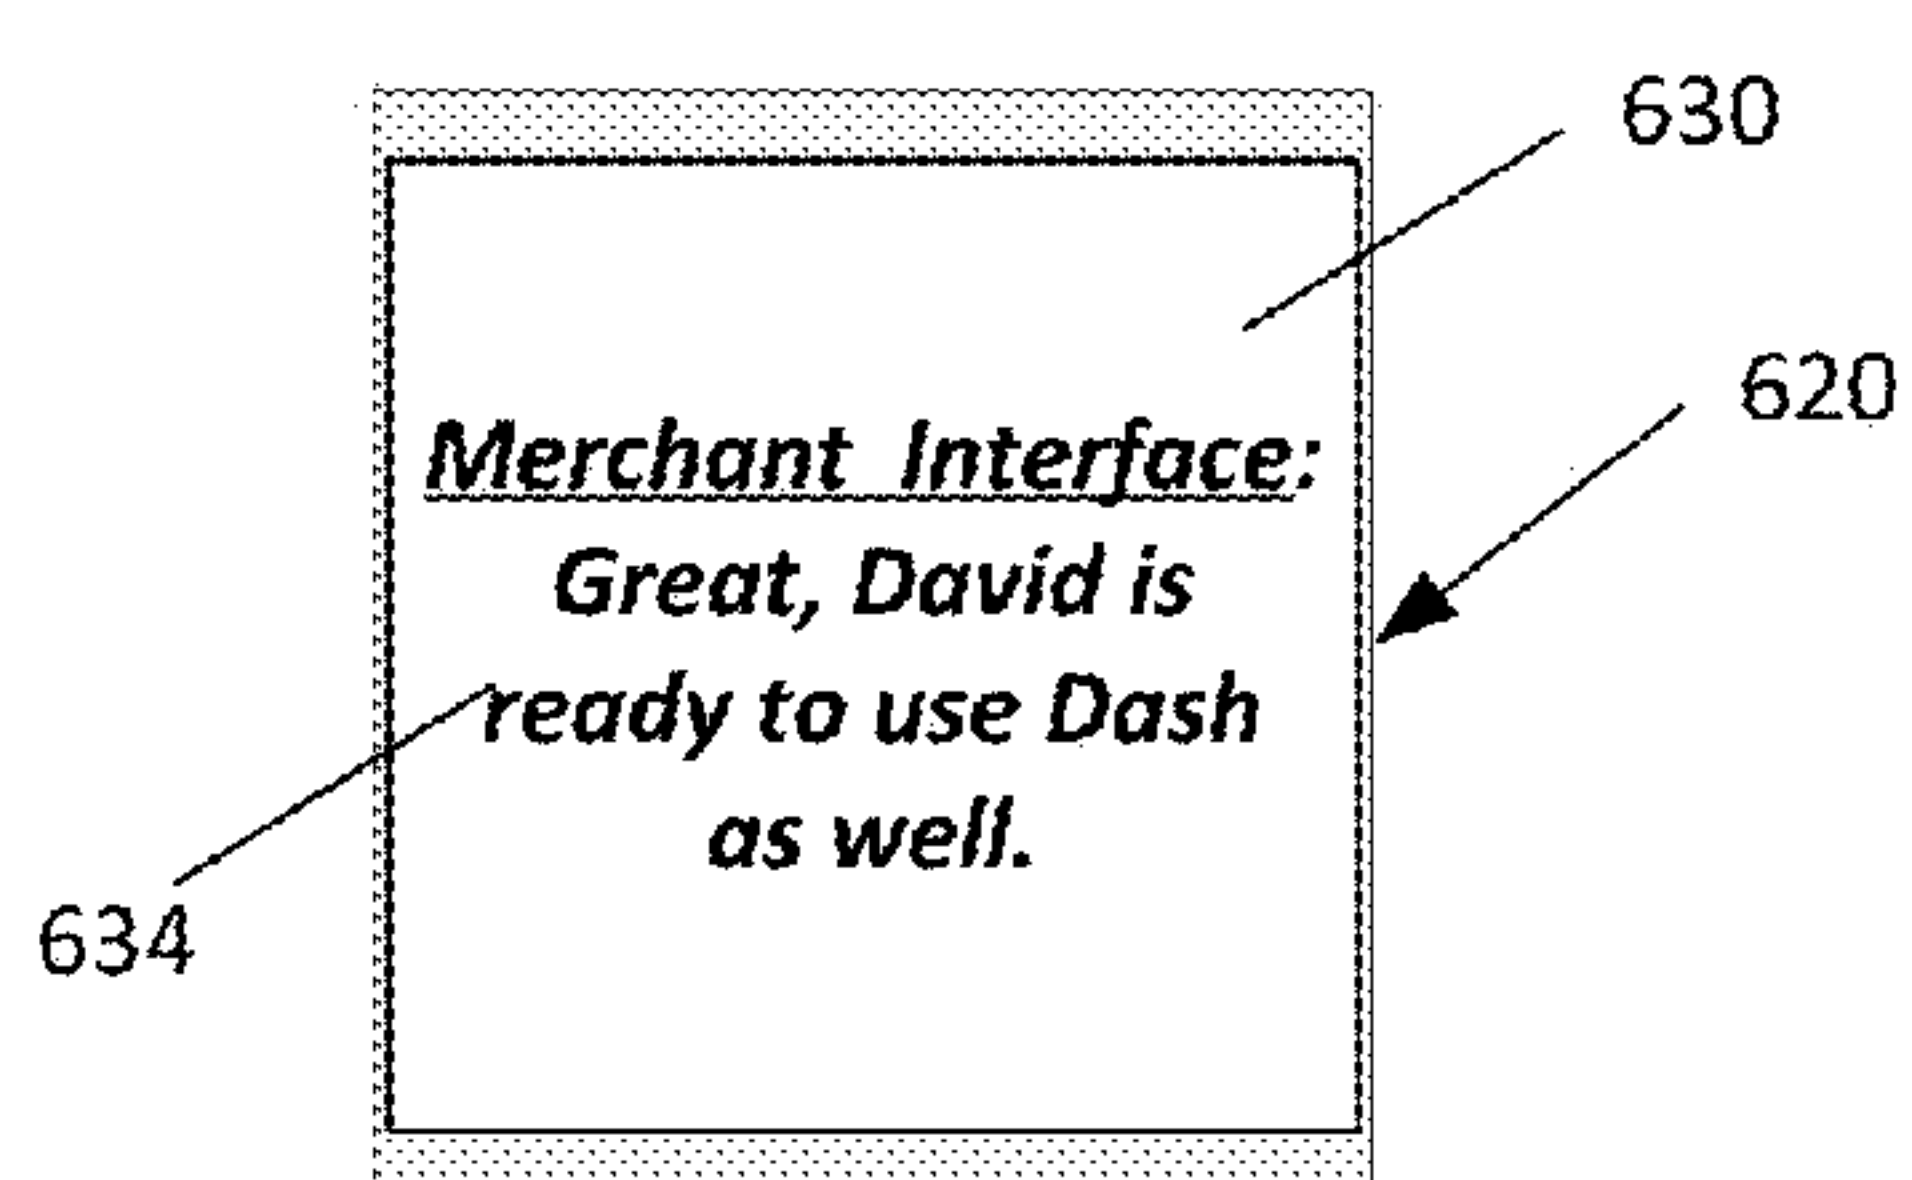 630
620
Merchant Interface:
Great, David is
ready to use Dash
as well.
634